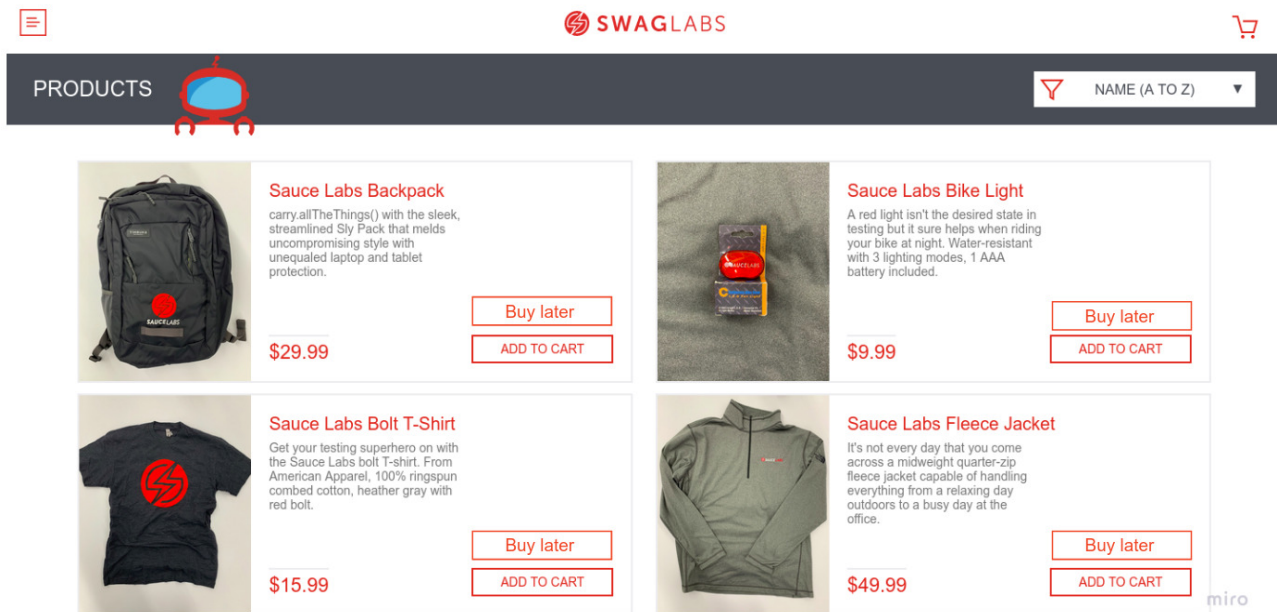 SWAGLABS
PRODUCTS
NAME (A TO Z)
Sauce Labs Backpack
carry.allTheThings() with the sleek,
streamlined Sly Pack that melds
uncompromising style with
unequaled laptop and tablet
protection.
Buy later
$29.99
ADD TO CART
SAUCELABS
Sauce Labs Bike Light
A red light isn't the desired state in
testing but it sure helps when riding
your bike at night. Water-resistant
with 3 lighting modes, 1 AAA
battery included.
Buy later
$9.99
ADD TO CART
SAUCELABS
Sauce Labs Bolt T-Shirt
Get your testing superhero on with
the Sauce Labs bolt T-shirt. From
American Apparel, 100% ringspun
combed cotton, heather gray with
red bolt.
Buy later
$15.99
ADD TO CART
Sauce Labs Fleece Jacket
It's not every day that you come
across a midweight quarter-zip
fleece jacket capable of handling
everything from a relaxing day
outdoors to a busy day at the
office.
Buy later
$49.99
ADD TO CART
miro